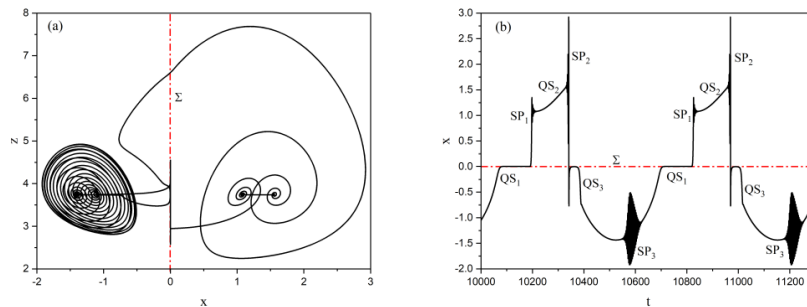 (a)
8
7
6
5
4
3
2
z
Σ
-2 -1 0 1 2 3
x
(b)
3.0
2.5
2.0
1.5
1.0
0.5
0.0
-0.5
-1.0
-1.5
-2.0
x
SP2
QS2
SP1
QS2
SP2
SP1
Σ
QS1
QS3
QS1
QS3
SP3
SP3
10000 10200 10400 10600 10800 11000 11200
t